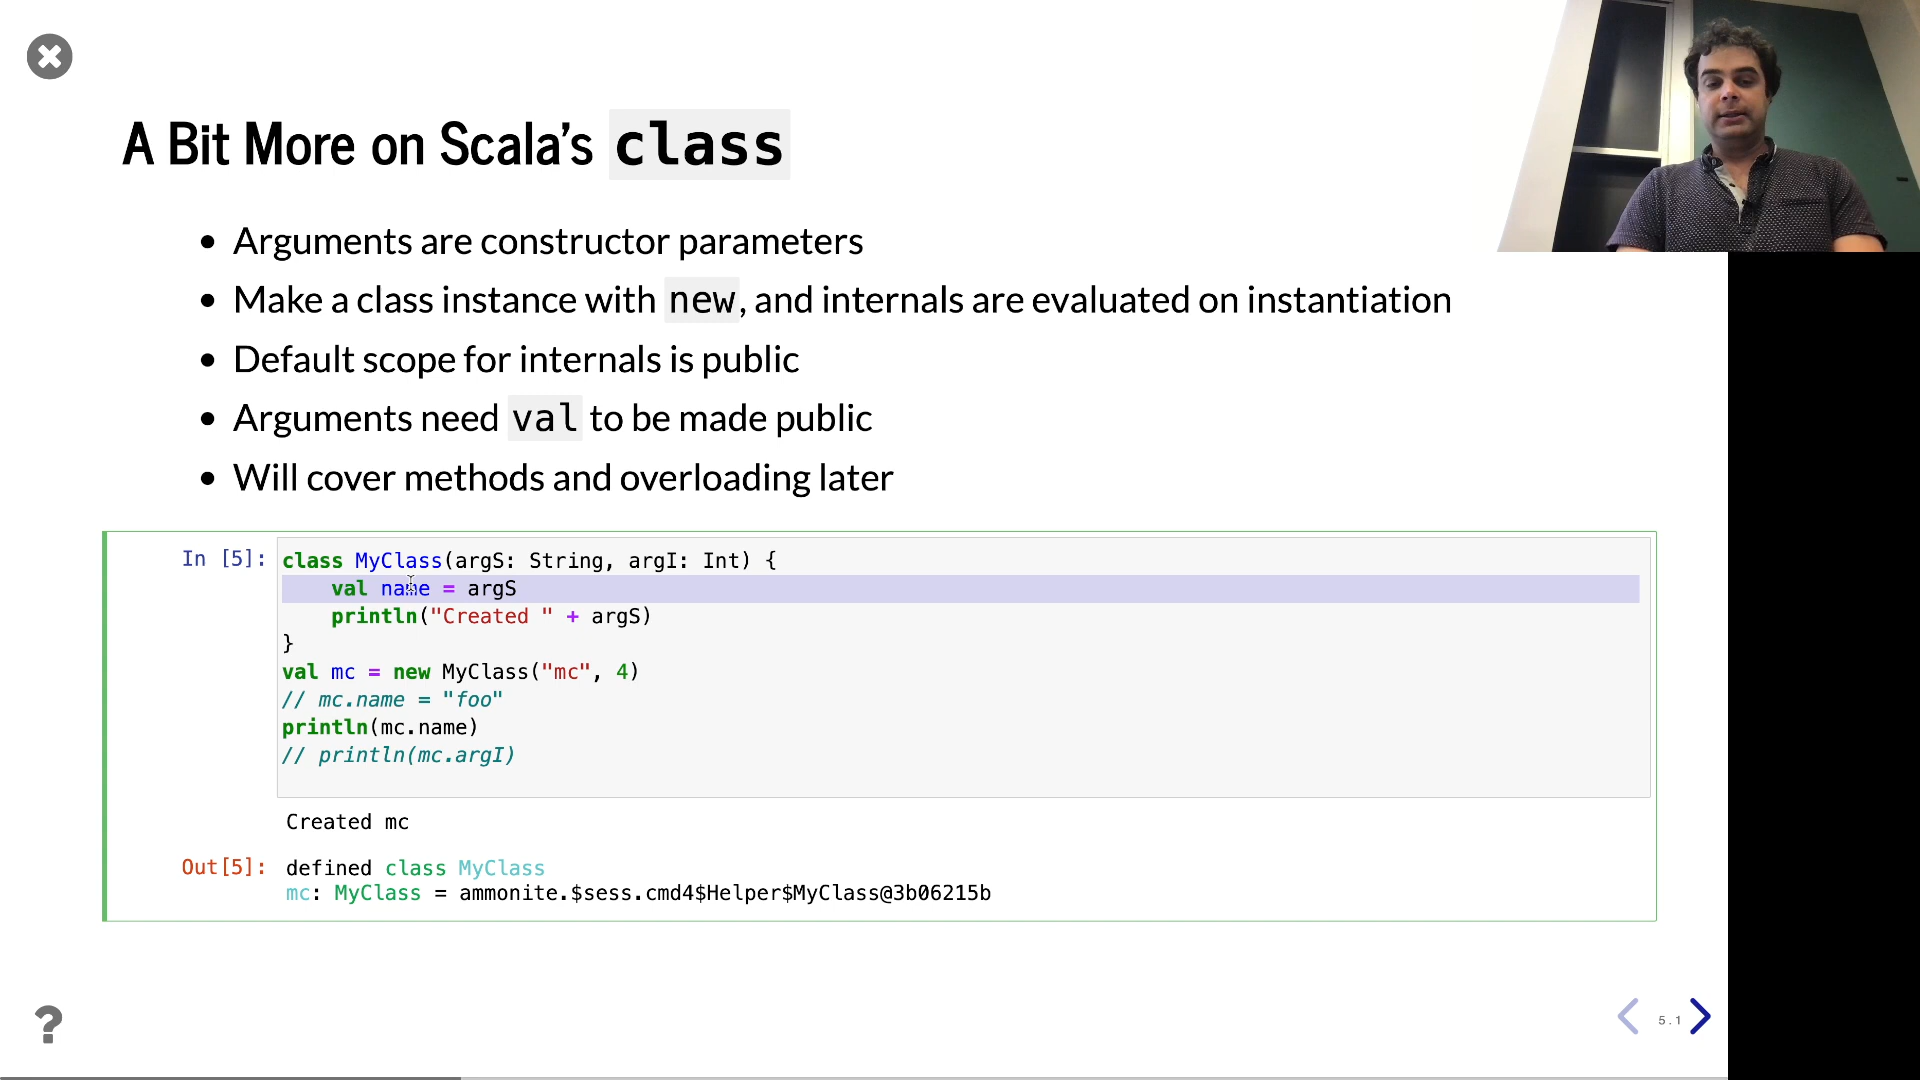 A Bit More on Scala's class
Arguments are constructor parameters
Make a class instance with new, and internals are evaluated on instantiation
Default scope for internals is public
Arguments need val to be made public
Will cover methods and overloading later
In [5]: class MyClass(argS: String, argI: Int) {
val name = argS
println("Created " + argS)
}
val mc = new MyClass("mc", 4)
// mc.name = "foo"
println(mc.name)
// println(mc.argI)
Created mc
Out[5]: defined class MyClass
mc: MyClass = ammonite.$sess.cmd4$Helper$MyClass@3b06215b
?
5.1